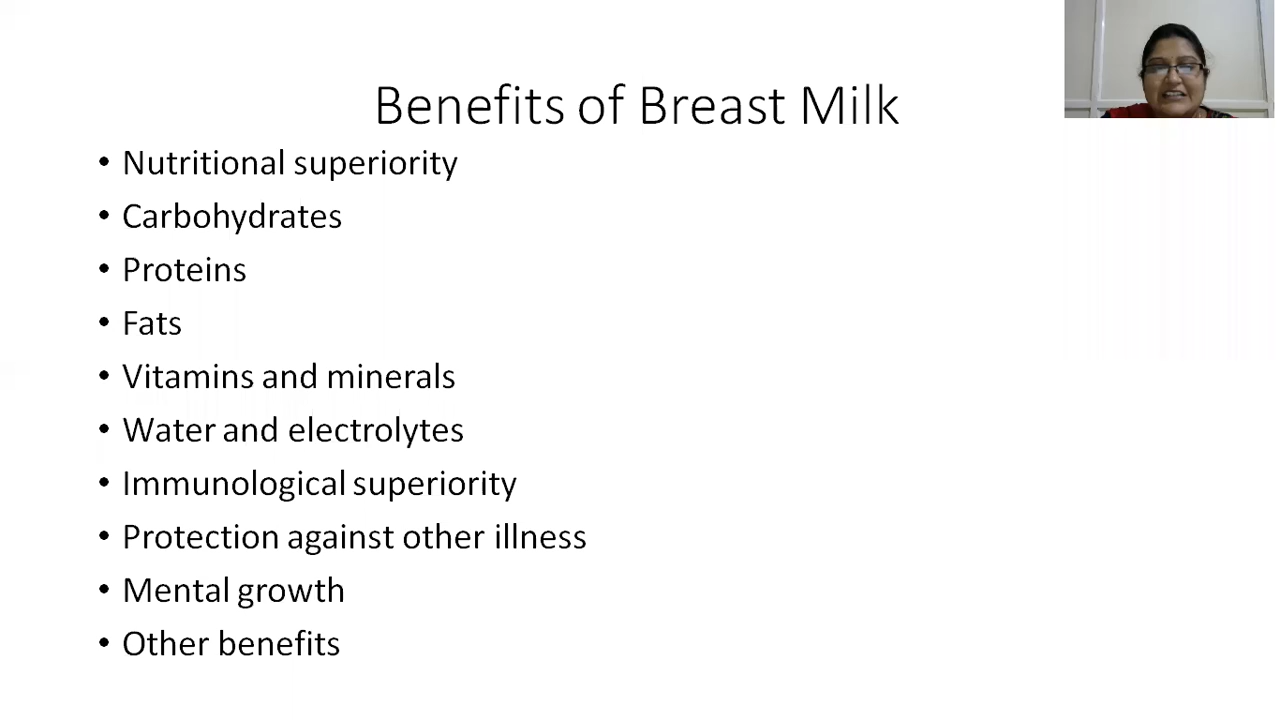 Benefits of Breast Milk
• Nutritional superiority
• Carbohydrates
• Proteins
• Fats
• Vitamins and minerals
• Water and electrolytes
• Immunological superiority
• Protection against other illness
• Mental growth
• Other benefits